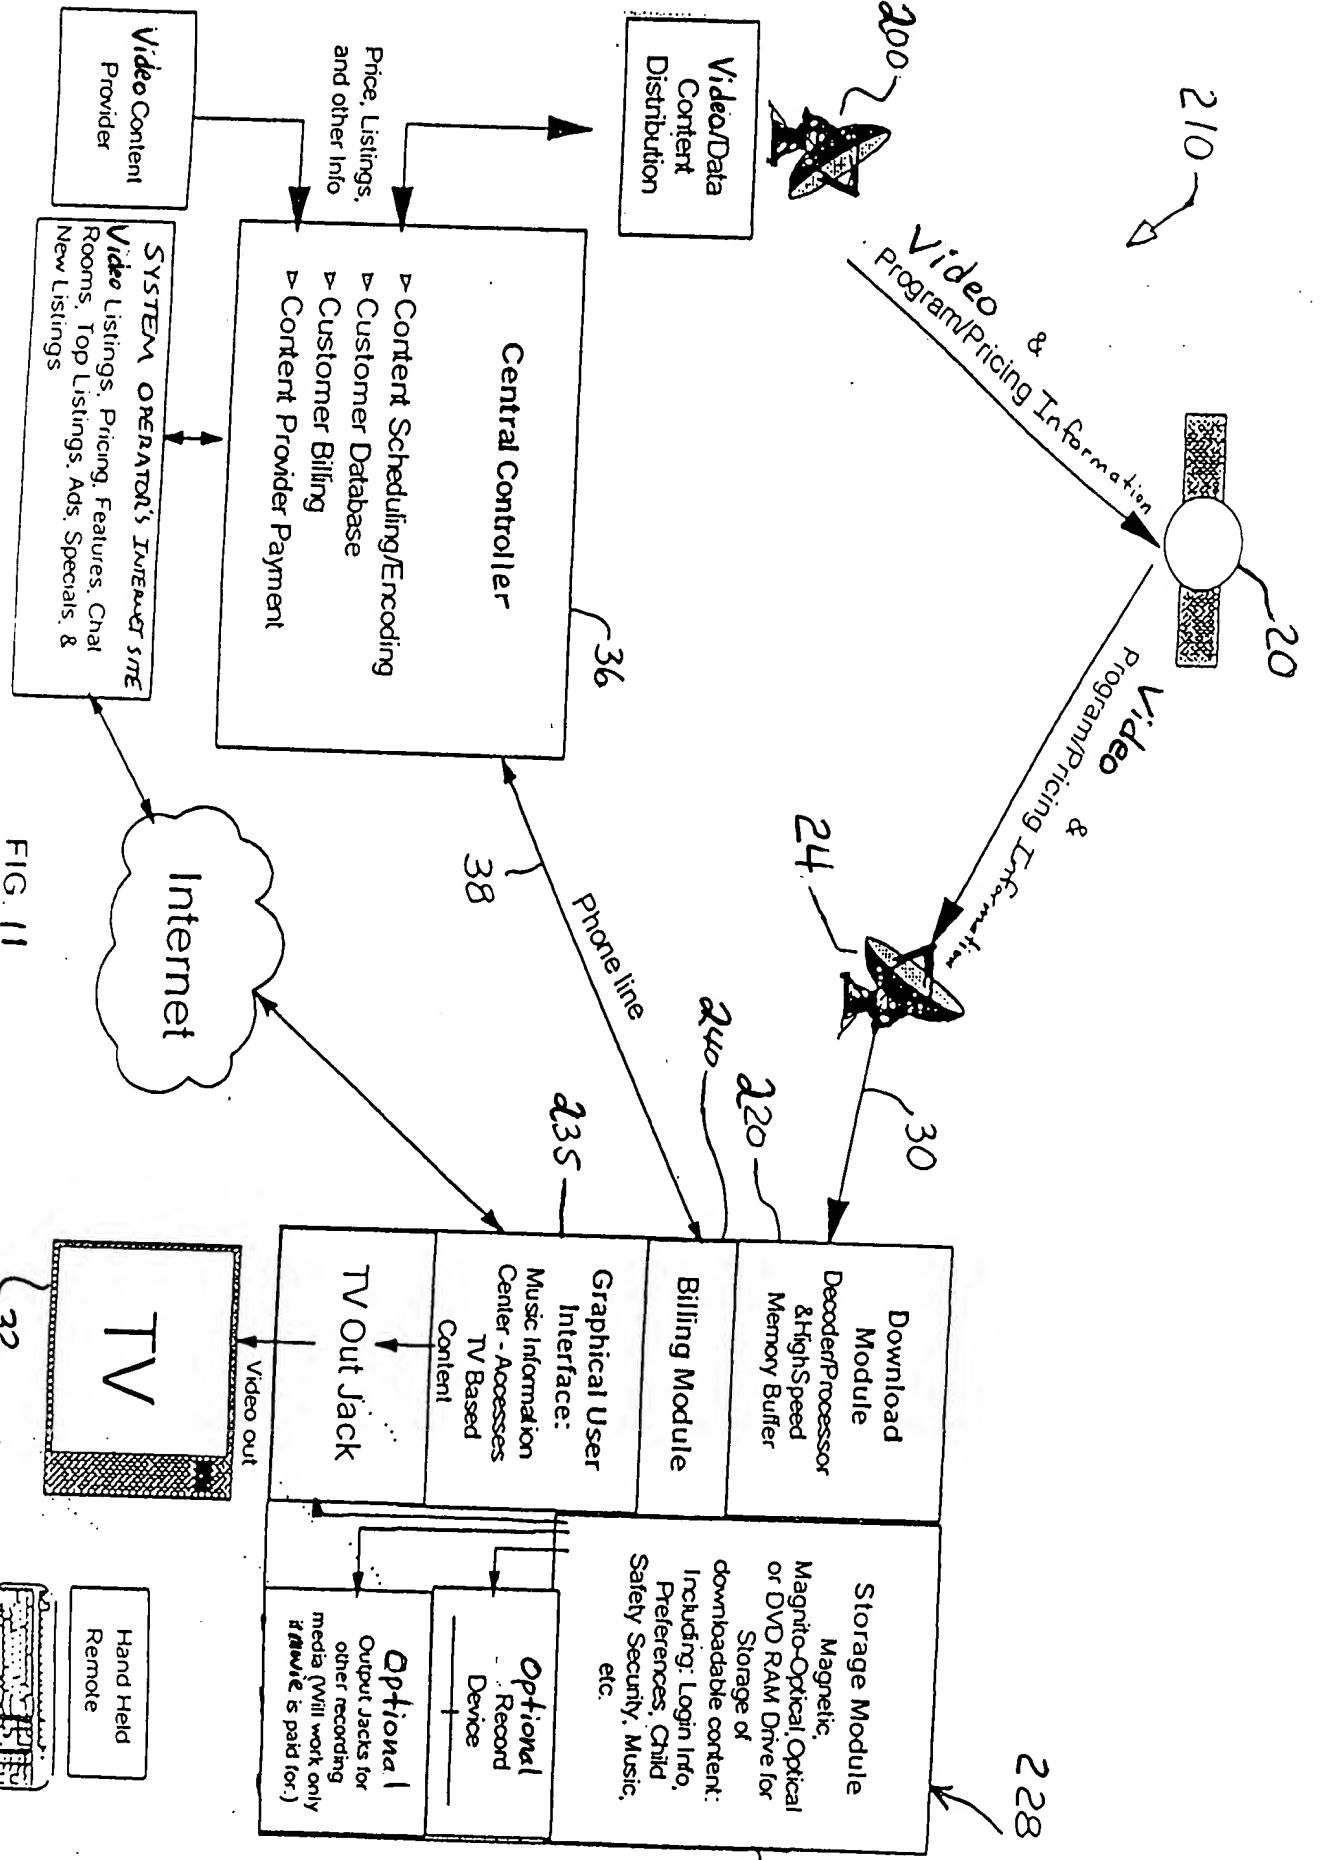 210
200
20
Video &
Program/Pricing Information
Video &
Program/Pricing Information
24
30
Video/Data
Content
Distribution
Price, Listings,
and other Info
Video Content
Provider
36
Central Controller
▷ Content Scheduling/Encoding
▷ Customer Database
▷ Customer Billing
▷ Content Provider Payment
SYSTEM OPERATOR'S INTERNET SITE
Video Listings, Pricing, Features, Chat
Rooms, Top Listings, Ads, Specials, &
New Listings
38
Phone line
Internet
220
240
235
228
Download
Module
Decoder/Processor
&HighSpeed
Memory Buffer
Billing Module
Graphical User
Interface:
Music Information
Center - Accesses
TV Based
Content
TV Out Jack
Video out
TV
32
Storage Module
Magnetic,
Magnito-Optical, Optical
or DVD RAM Drive for
Storage of
downloadable content:
Including: Login Info,
Preferences, Child
Safety Security, Music,
etc.
Optional
Record
Device
Optional
Output Jacks for
other recording
media (Will work only
if movie is paid for.)
Hand Held
Remote
FIG. 11